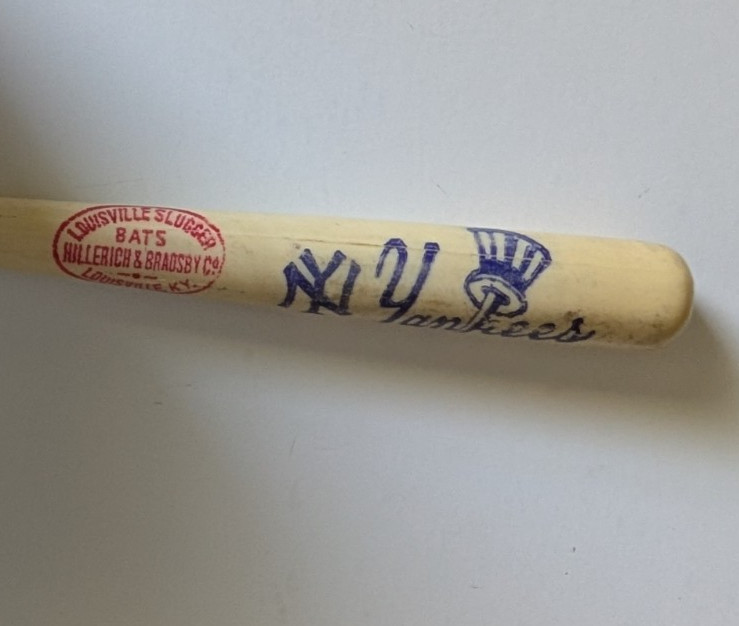 LOUISVILLE SLUGGER
BATS
HILLERICH & BRADSBY Co
LOUISVILLE, KY.
NY Yankees